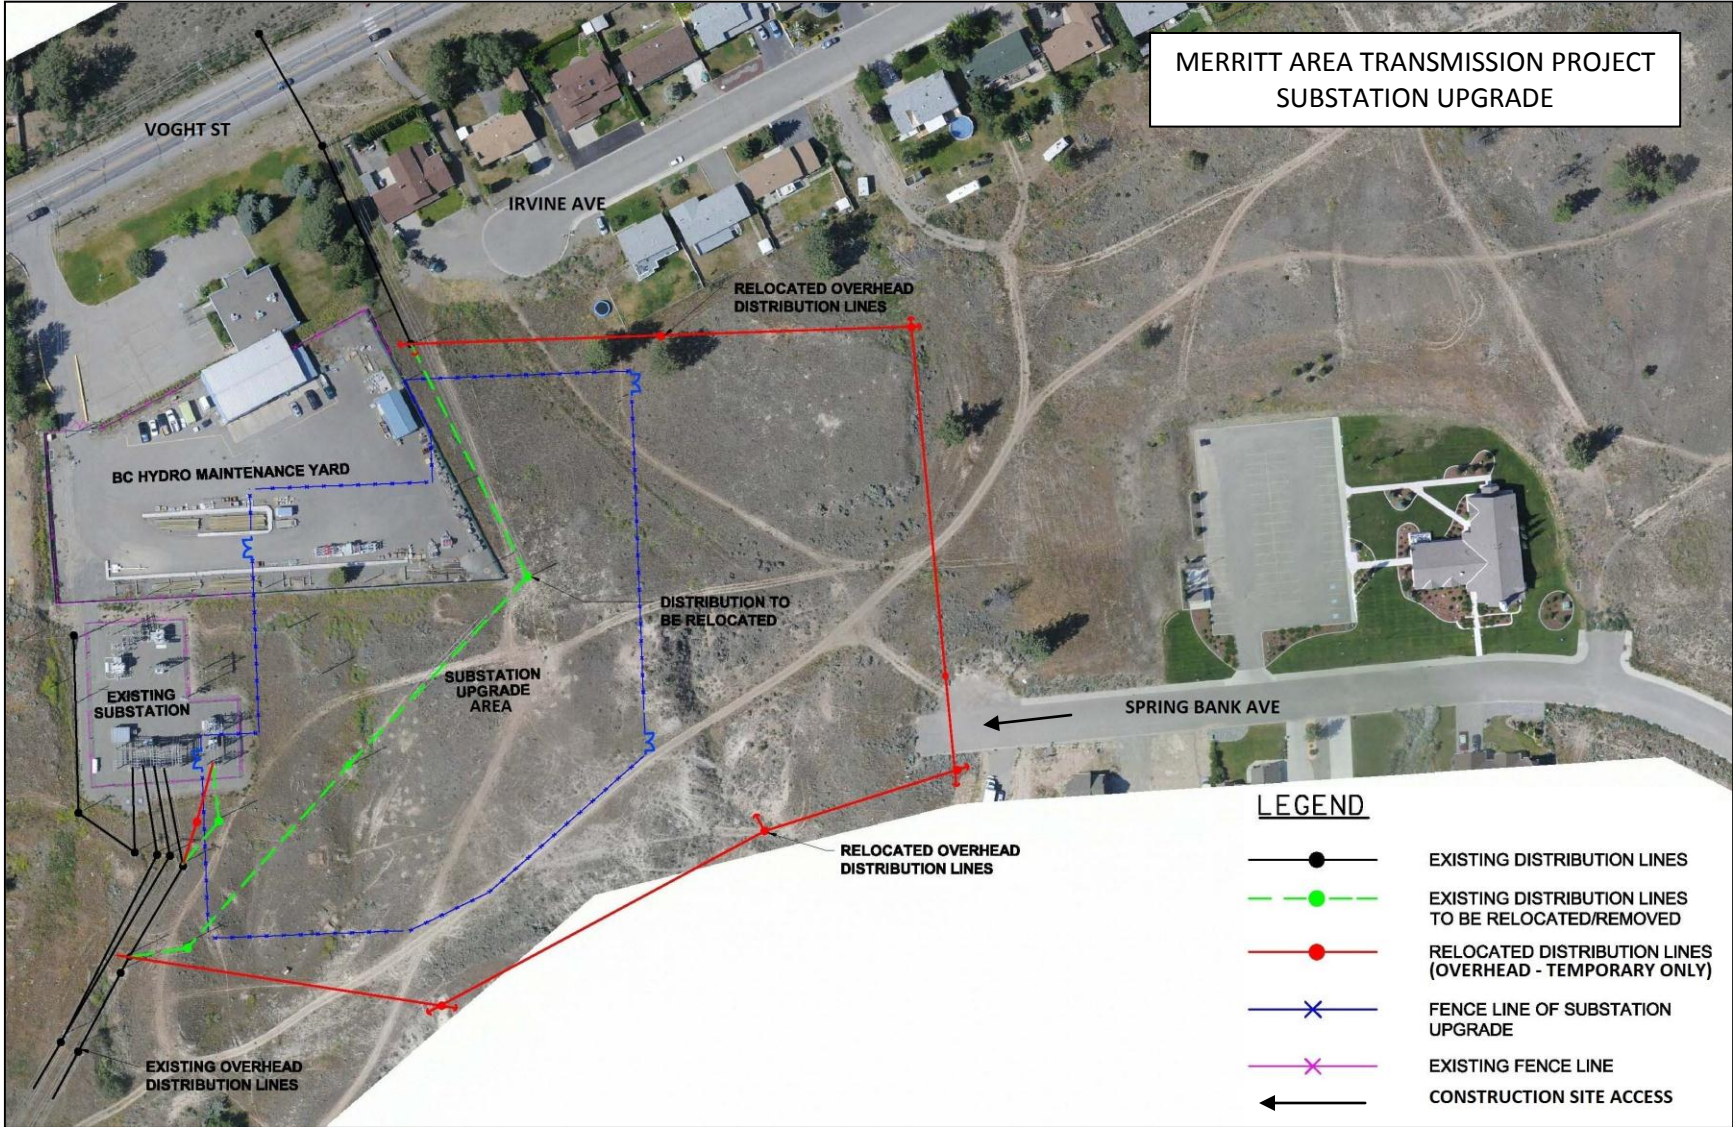 MERRITT AREA TRANSMISSION PROJECT
SUBSTATION UPGRADE
VOGHT ST
IRVINE AVE
RELOCATED OVERHEAD
DISTRIBUTION LINES
BC HYDRO MAINTENANCE YARD
DISTRIBUTION TO
BE RELOCATED
SUBSTATION
UPGRADE
AREA
EXISTING
SUBSTATION
SPRING BANK AVE
RELOCATED OVERHEAD
DISTRIBUTION LINES
EXISTING OVERHEAD
DISTRIBUTION LINES
LEGEND
EXISTING DISTRIBUTION LINES
EXISTING DISTRIBUTION LINES
TO BE RELOCATED/REMOVED
RELOCATED DISTRIBUTION LINES
(OVERHEAD - TEMPORARY ONLY)
FENCE LINE OF SUBSTATION
UPGRADE
EXISTING FENCE LINE
CONSTRUCTION SITE ACCESS